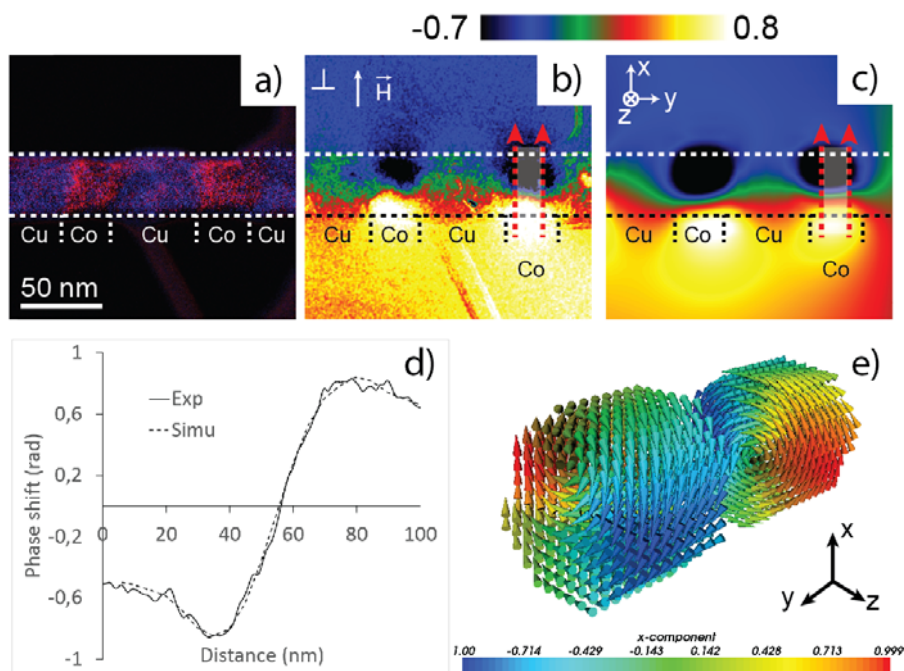 -0.7 0.8
a)
b)
c)
⊥ H
x
z y
Cu Co Cu Co Cu
50 nm
Cu Co Cu
Co
Cu Co Cu
Co
d)
1
0,6
0,2
-0,2
-0,6
-1
Phase shift (rad)
Exp
Simu
0 20 40 60 80 100
Distance (nm)
e)
x
y z
x-component
1.00 -0.714 -0.429 -0.143 0.142 0.428 0.713 0.999